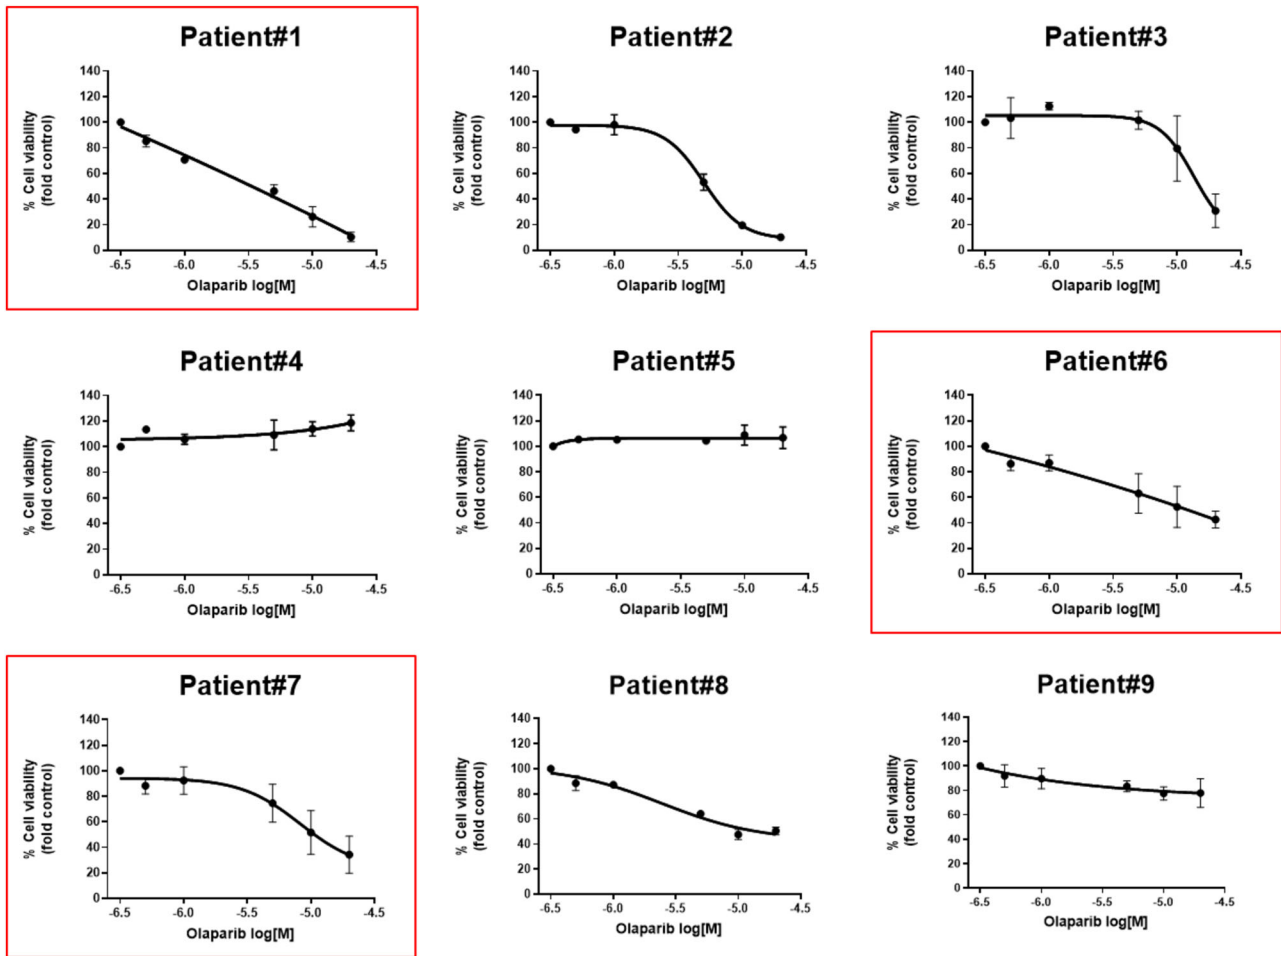 Patient#1
% Cell viability
(fold control)
140
120
100
80
60
40
20
0
-6.5 -6.0 -5.5 -5.0 -4.5
Olaparib log[M]
Patient#2
% Cell viability
(fold control)
140
120
100
80
60
40
20
0
-6.5 -6.0 -5.5 -5.0 -4.5
Olaparib log[M]
Patient#3
% Cell viability
(fold control)
140
120
100
80
60
40
20
0
-6.5 -6.0 -5.5 -5.0 -4.5
Olaparib log[M]
Patient#4
% Cell viability
(fold control)
140
120
100
80
60
40
20
0
-6.5 -6.0 -5.5 -5.0 -4.5
Olaparib log[M]
Patient#5
% Cell viability
(fold control)
140
120
100
80
60
40
20
0
-6.5 -6.0 -5.5 -5.0 -4.5
Olaparib log[M]
Patient#6
% Cell viability
(fold control)
140
120
100
80
60
40
20
0
-6.5 -6.0 -5.5 -5.0 -4.5
Olaparib log[M]
Patient#7
% Cell viability
(fold control)
140
120
100
80
60
40
20
0
-6.5 -6.0 -5.5 -5.0 -4.5
Olaparib log[M]
Patient#8
% Cell viability
(fold control)
140
120
100
80
60
40
20
0
-6.5 -6.0 -5.5 -5.0 -4.5
Olaparib log[M]
Patient#9
% Cell viability
(fold control)
140
120
100
80
60
40
20
0
-6.5 -6.0 -5.5 -5.0 -4.5
Olaparib log[M]